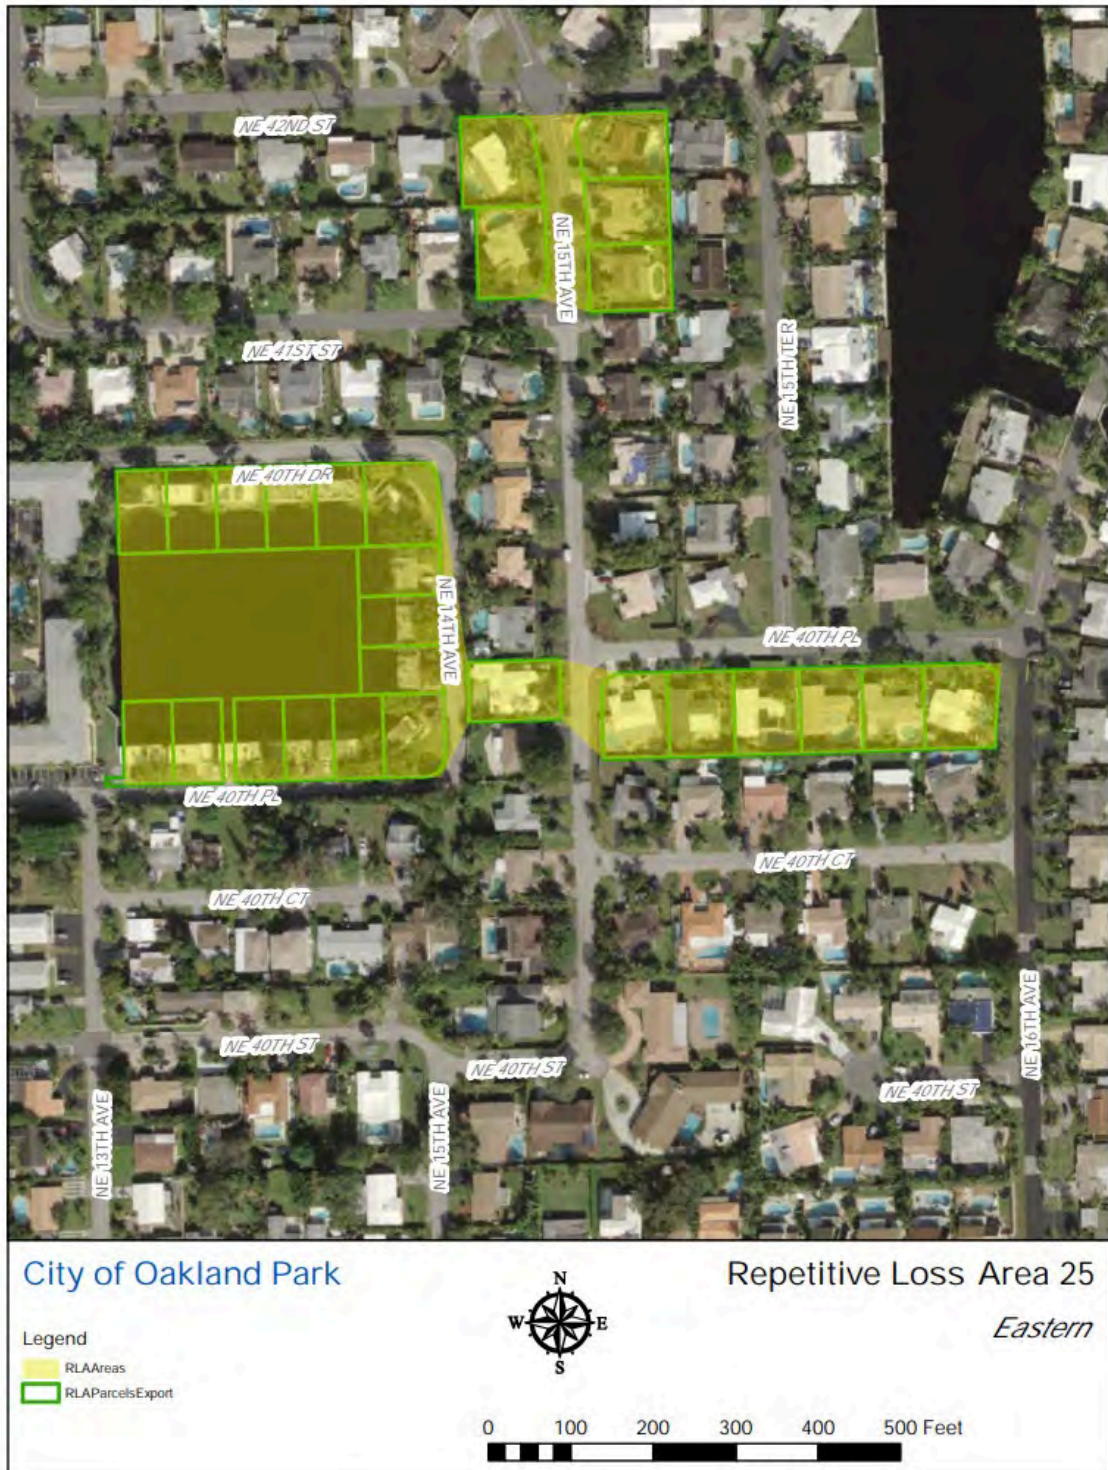 NE 42ND ST
NE 15TH AVE
NE 41ST ST
NE 15TH TER
NE 40TH DR
NE 14TH AVE
NE 40TH PL
NE 40TH PL
NE 40TH CT
NE 40TH CT
NE 16TH AVE
NE 40TH ST
NE 40TH ST
NE 40TH ST
NE 13TH AVE
NE 15TH AVE
City of Oakland Park
Repetitive Loss Area 25
Eastern
N
W E
S
Legend
RLAAreas
RLAParcelsExport
0 100 200 300 400 500 Feet